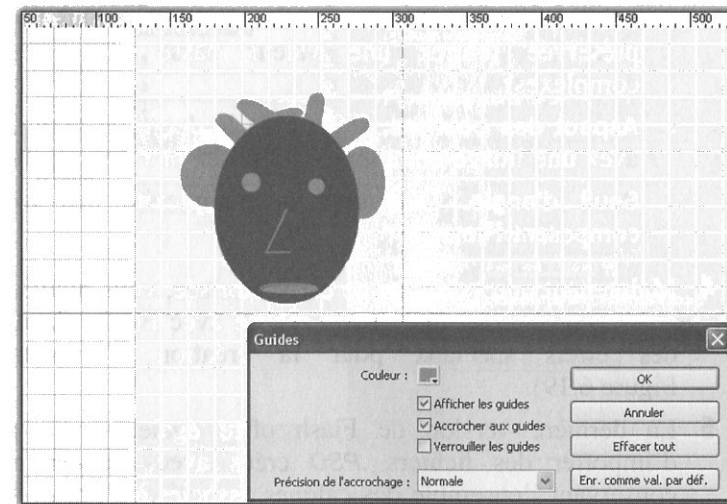 50 100 150 200 250 300 350 400 450 500
Guides
Couleur :
OK
Afficher les guides
Annuler
Accrocher aux guides
Verrouiller les guides
Effacer tout
Précision de l'accrochage : Normale
Enr. comme val. par déf.